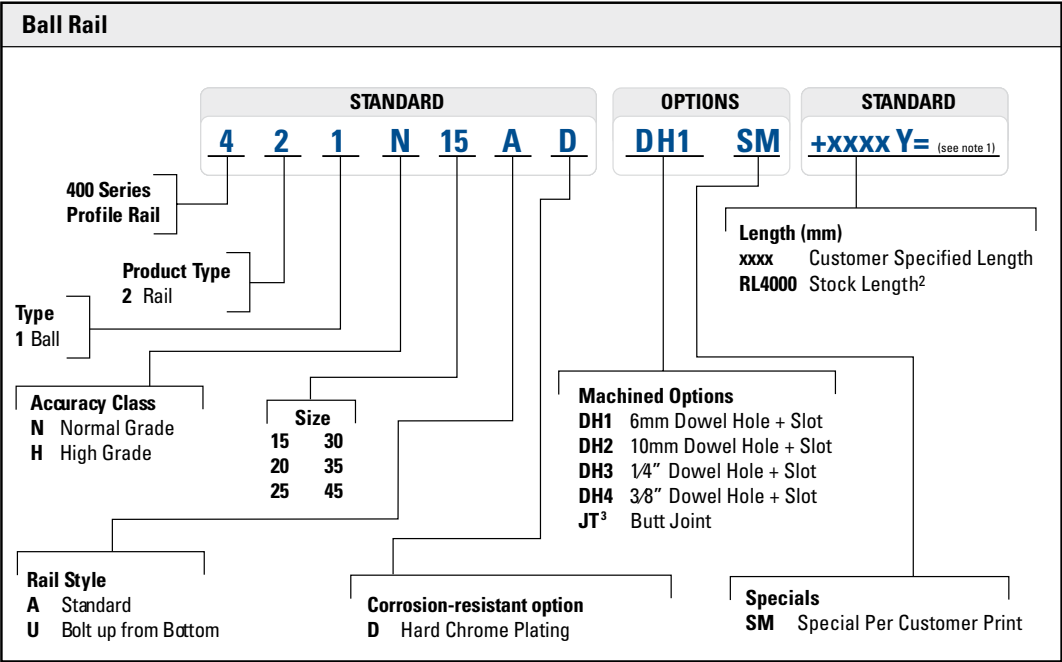 Ball Rail
STANDARD
OPTIONS
STANDARD
4 2 1 N 15 A D
DH1 SM
+xxxx Y= (see note 1)
400 Series
Profile Rail
Product Type
2 Rail
Type
1 Ball
Length (mm)
xxxx Customer Specified Length
RL4000 Stock Length²
Accuracy Class
N Normal Grade
H High Grade
Size
15 30
20 35
25 45
Machined Options
DH1 6mm Dowel Hole + Slot
DH2 10mm Dowel Hole + Slot
DH3 1⁄4” Dowel Hole + Slot
DH4 3⁄8” Dowel Hole + Slot
JT³ Butt Joint
Rail Style
A Standard
U Bolt up from Bottom
Corrosion-resistant option
D Hard Chrome Plating
Specials
SM Special Per Customer Print